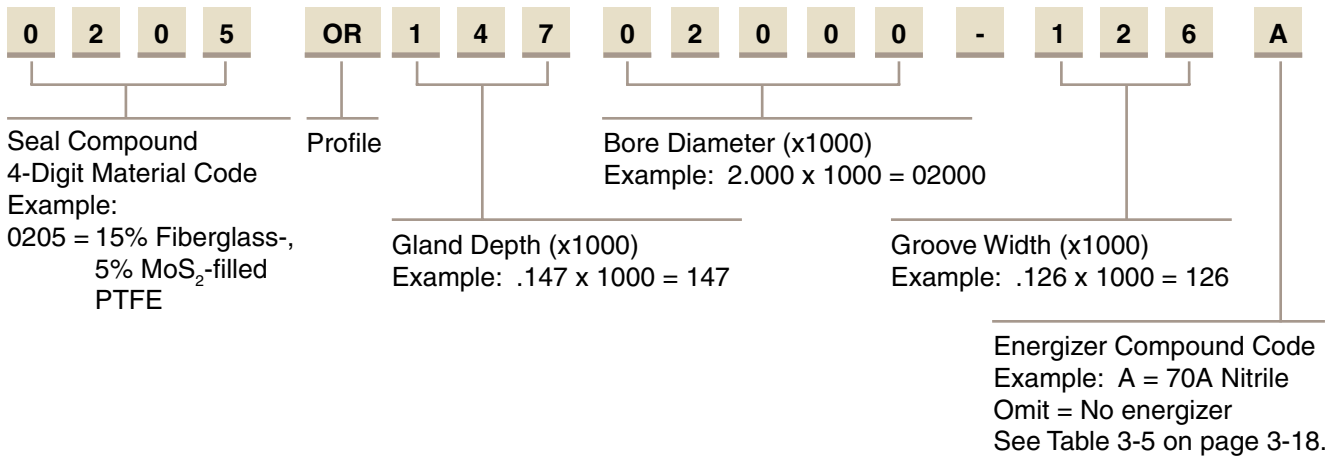 0 2 0 5 OR 1 4 7 0 2 0 0 0 - 1 2 6 A
Seal Compound
4-Digit Material Code
Example:
0205 = 15% Fiberglass-,
5% MoS₂-filled
PTFE
Profile
Gland Depth (x1000)
Example: .147 x 1000 = 147
Bore Diameter (x1000)
Example: 2.000 x 1000 = 02000
Groove Width (x1000)
Example: .126 x 1000 = 126
Energizer Compound Code
Example: A = 70A Nitrile
Omit = No energizer
See Table 3-5 on page 3-18.